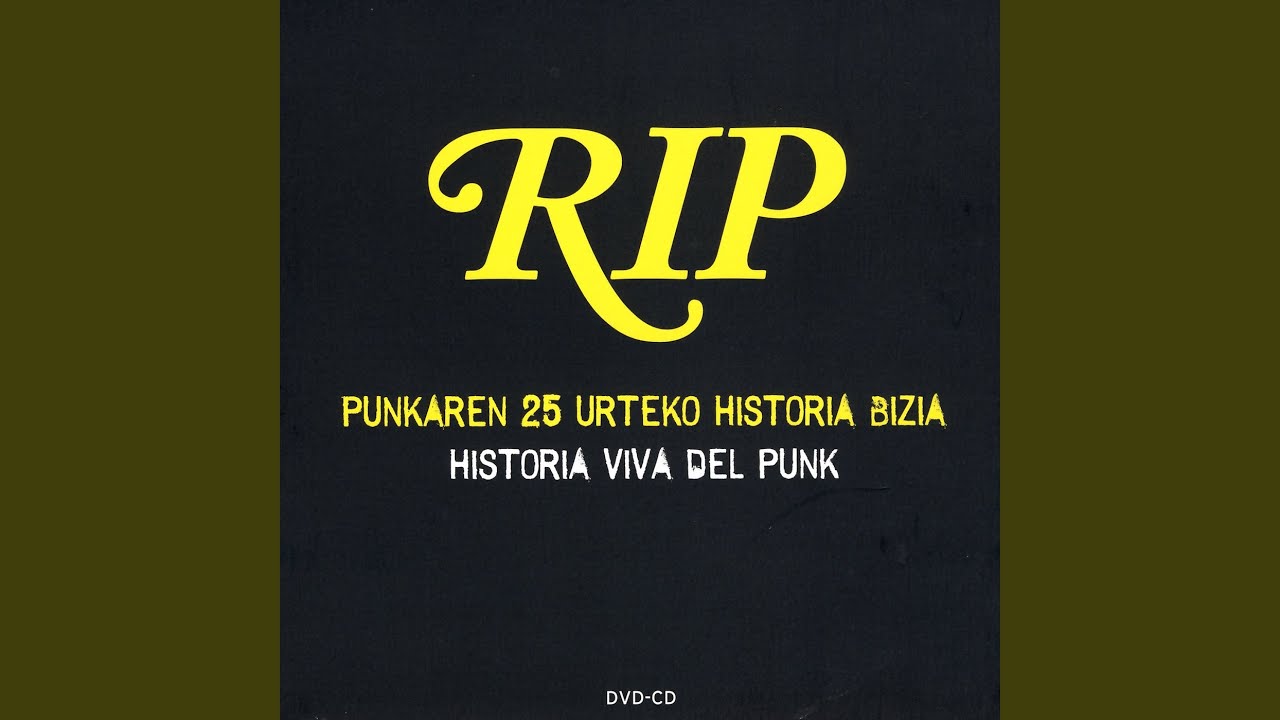 RIP
PUNKAREN 25 URTEKO HISTORIA BIZIA
HISTORIA VIVA DEL PUNK
DVD-CD